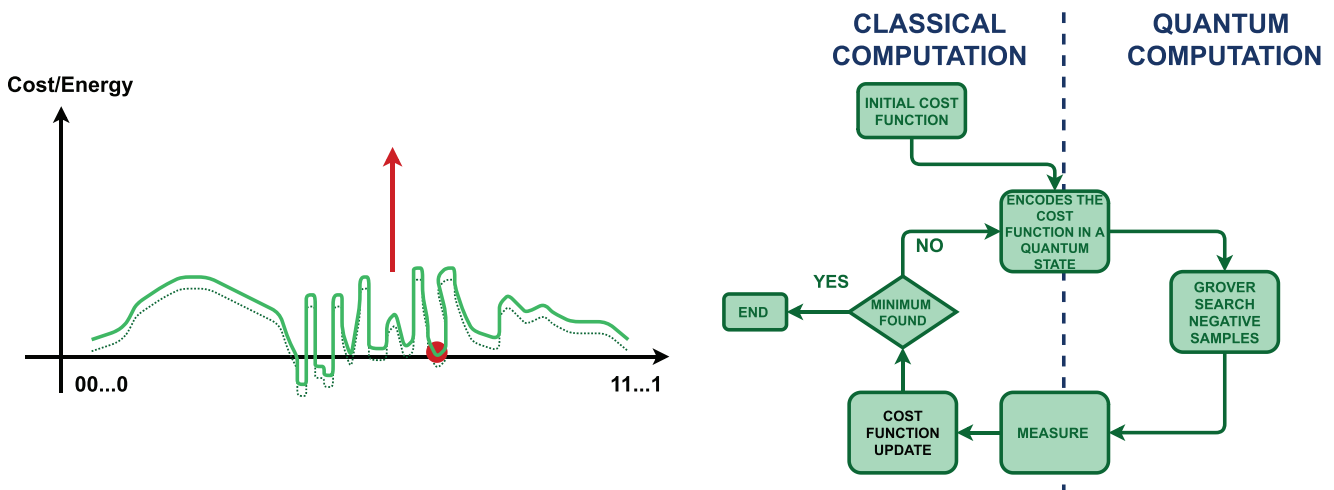 Cost/Energy
00...0
11...1
CLASSICAL
COMPUTATION
QUANTUM
COMPUTATION
INITIAL COST
FUNCTION
ENCODES THE
COST
FUNCTION IN A
QUANTUM
STATE
NO
YES
END
MINIMUM
FOUND
GROVER
SEARCH
NEGATIVE
SAMPLES
COST
FUNCTION
UPDATE
MEASURE